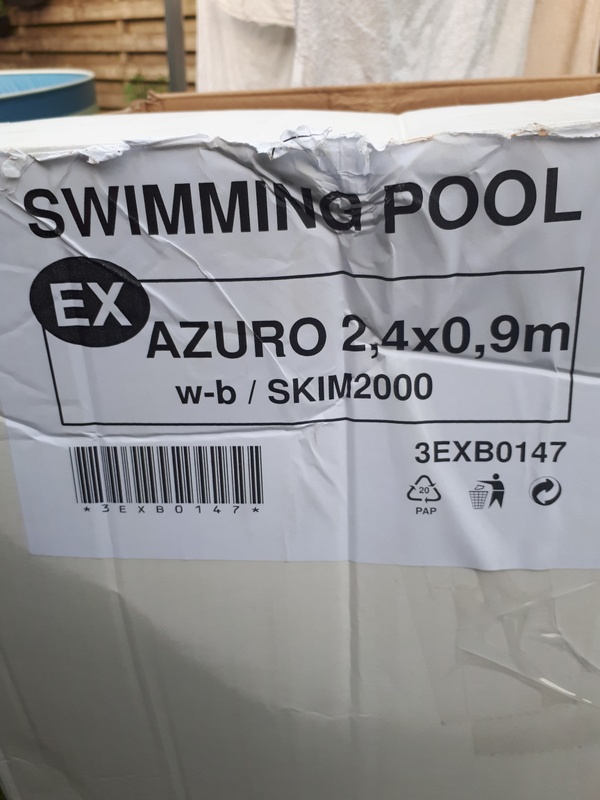 SWIMMING POOL
EX
AZURO 2,4x0,9m
w-b / SKIM2000
3EXB0147
*3EXB0147*
20
PAP